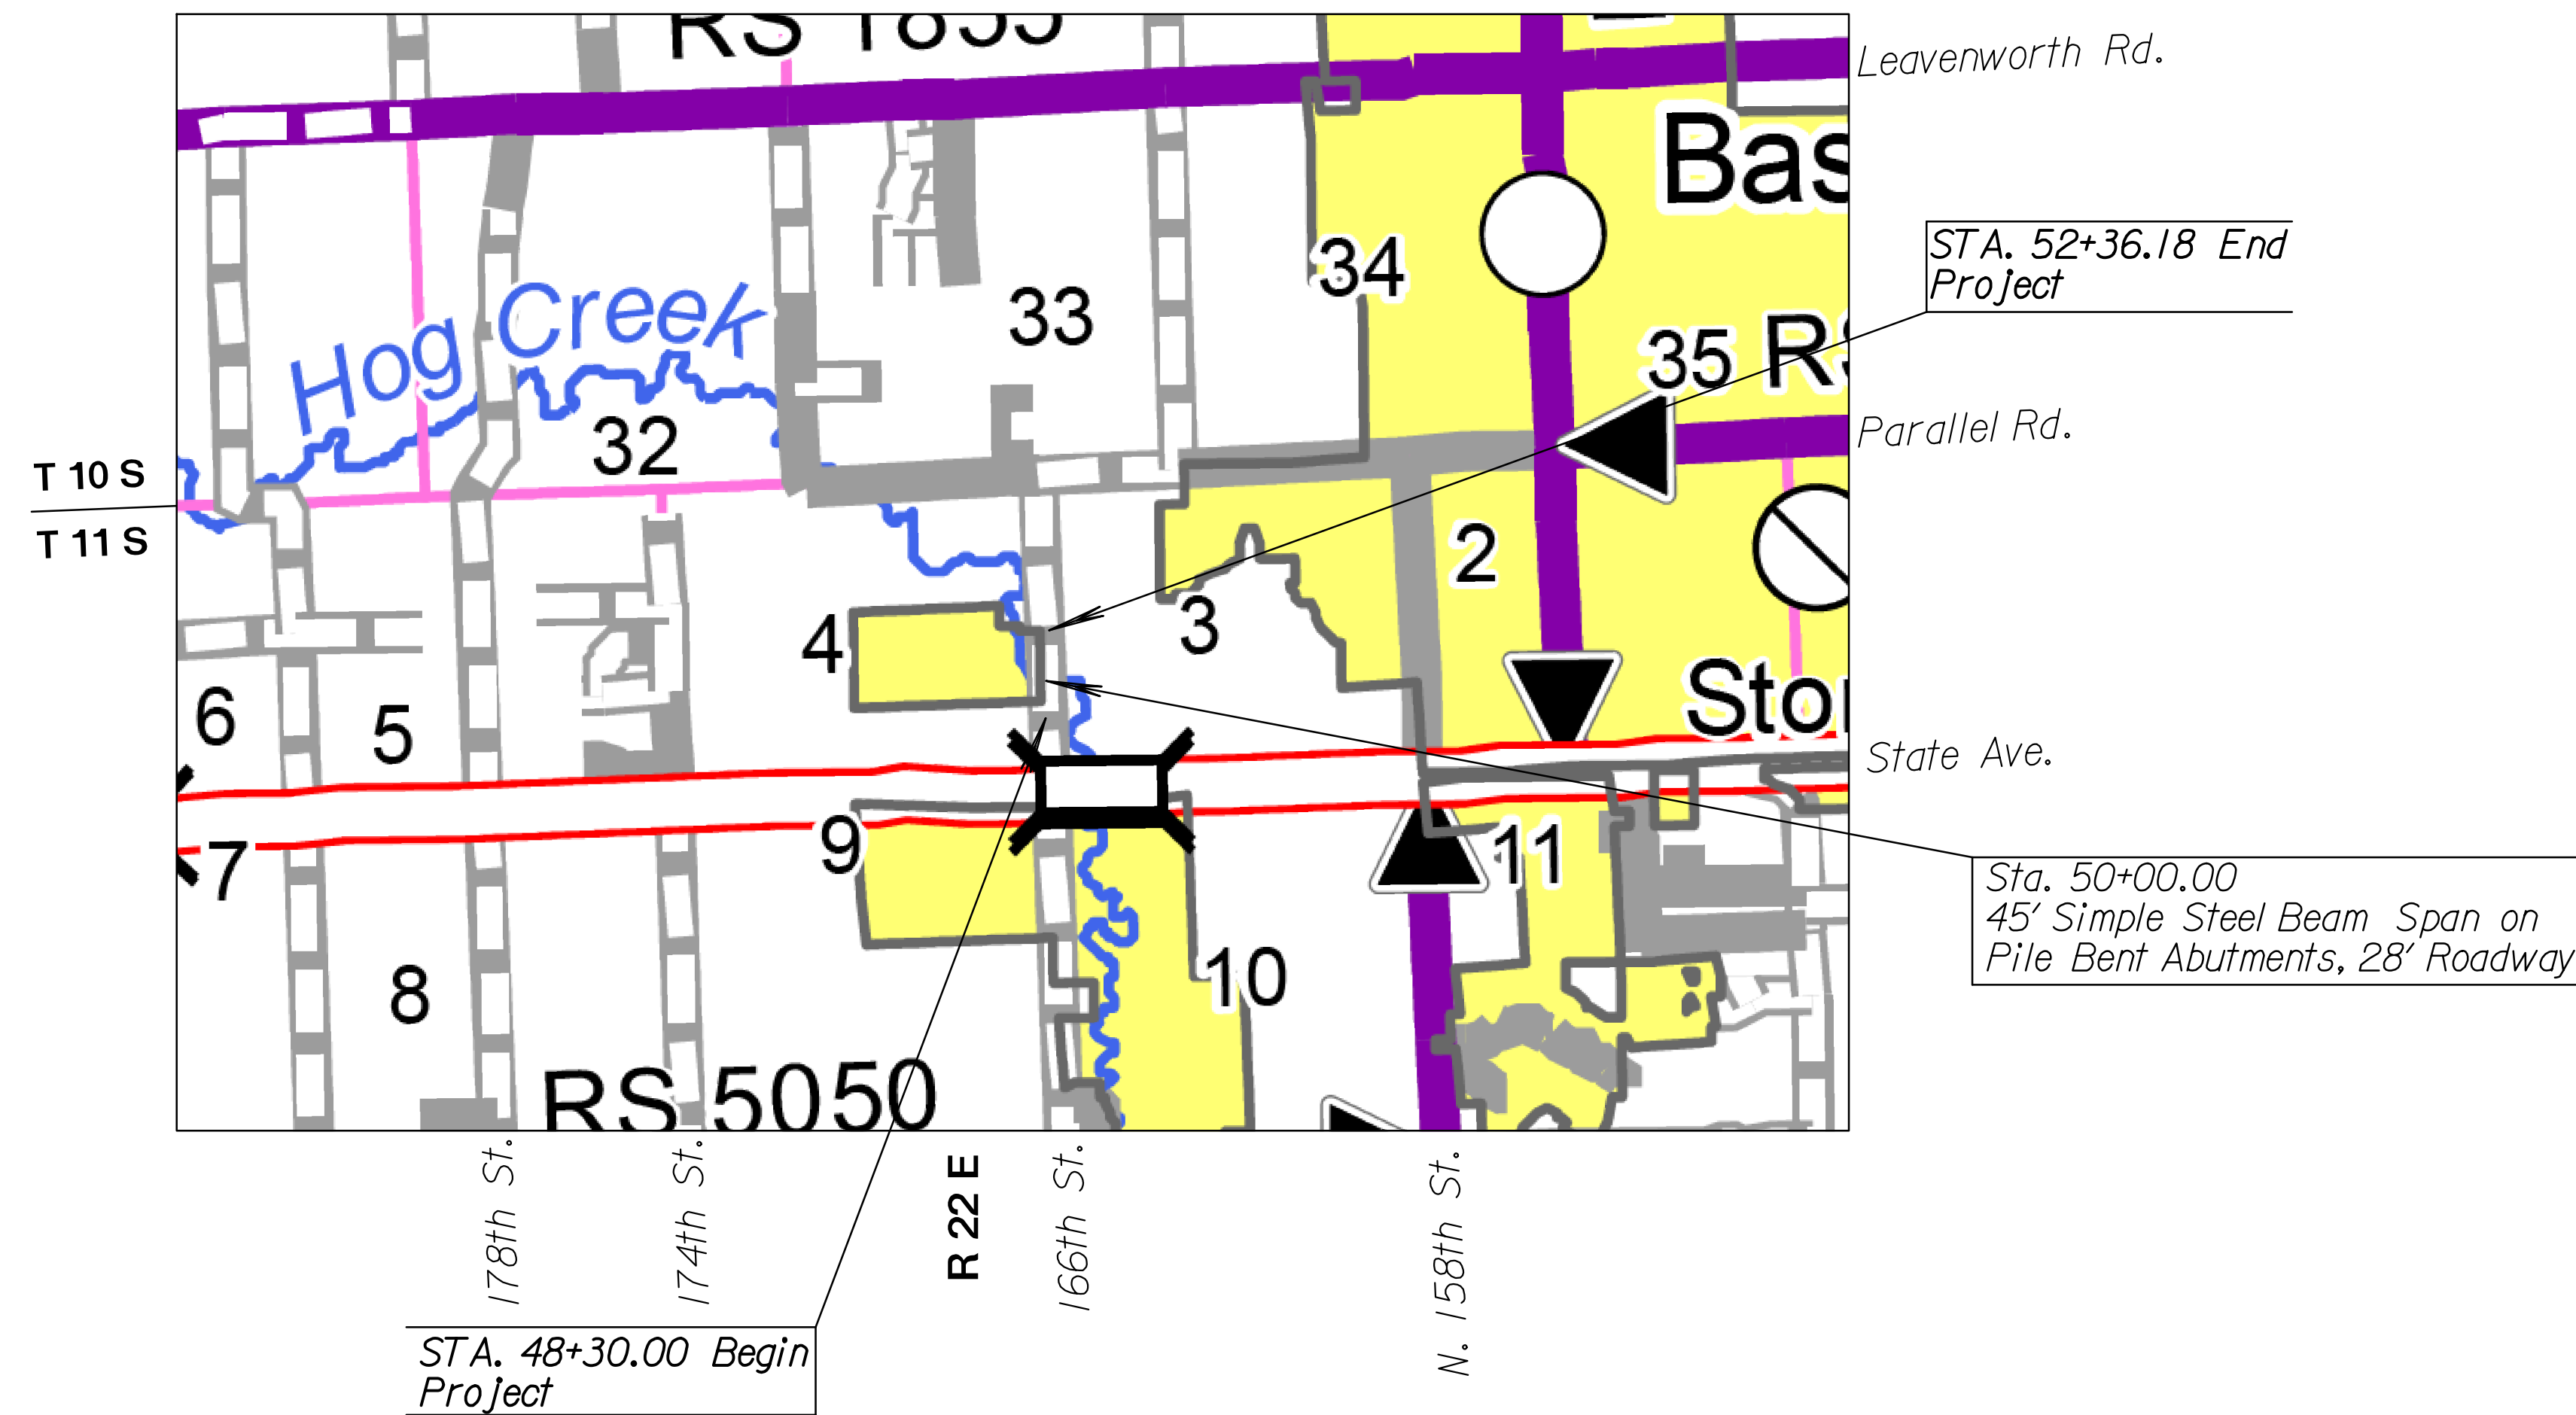 RS 1855
Leavenworth Rd.
Bas
STA. 52+36.18 End
Project
34
33
Hog Creek
35 RS
32
Parallel Rd.
T 10 S
T 11 S
2
3
4
6
5
Stor
State Ave.
9
7
11
Sta. 50+00.00
45' Simple Steel Beam Span on
Pile Bent Abutments, 28' Roadway
10
8
RS 5050
178th St.
174th St.
R 22 E
166th St.
N. 158th St.
STA. 48+30.00 Begin
Project